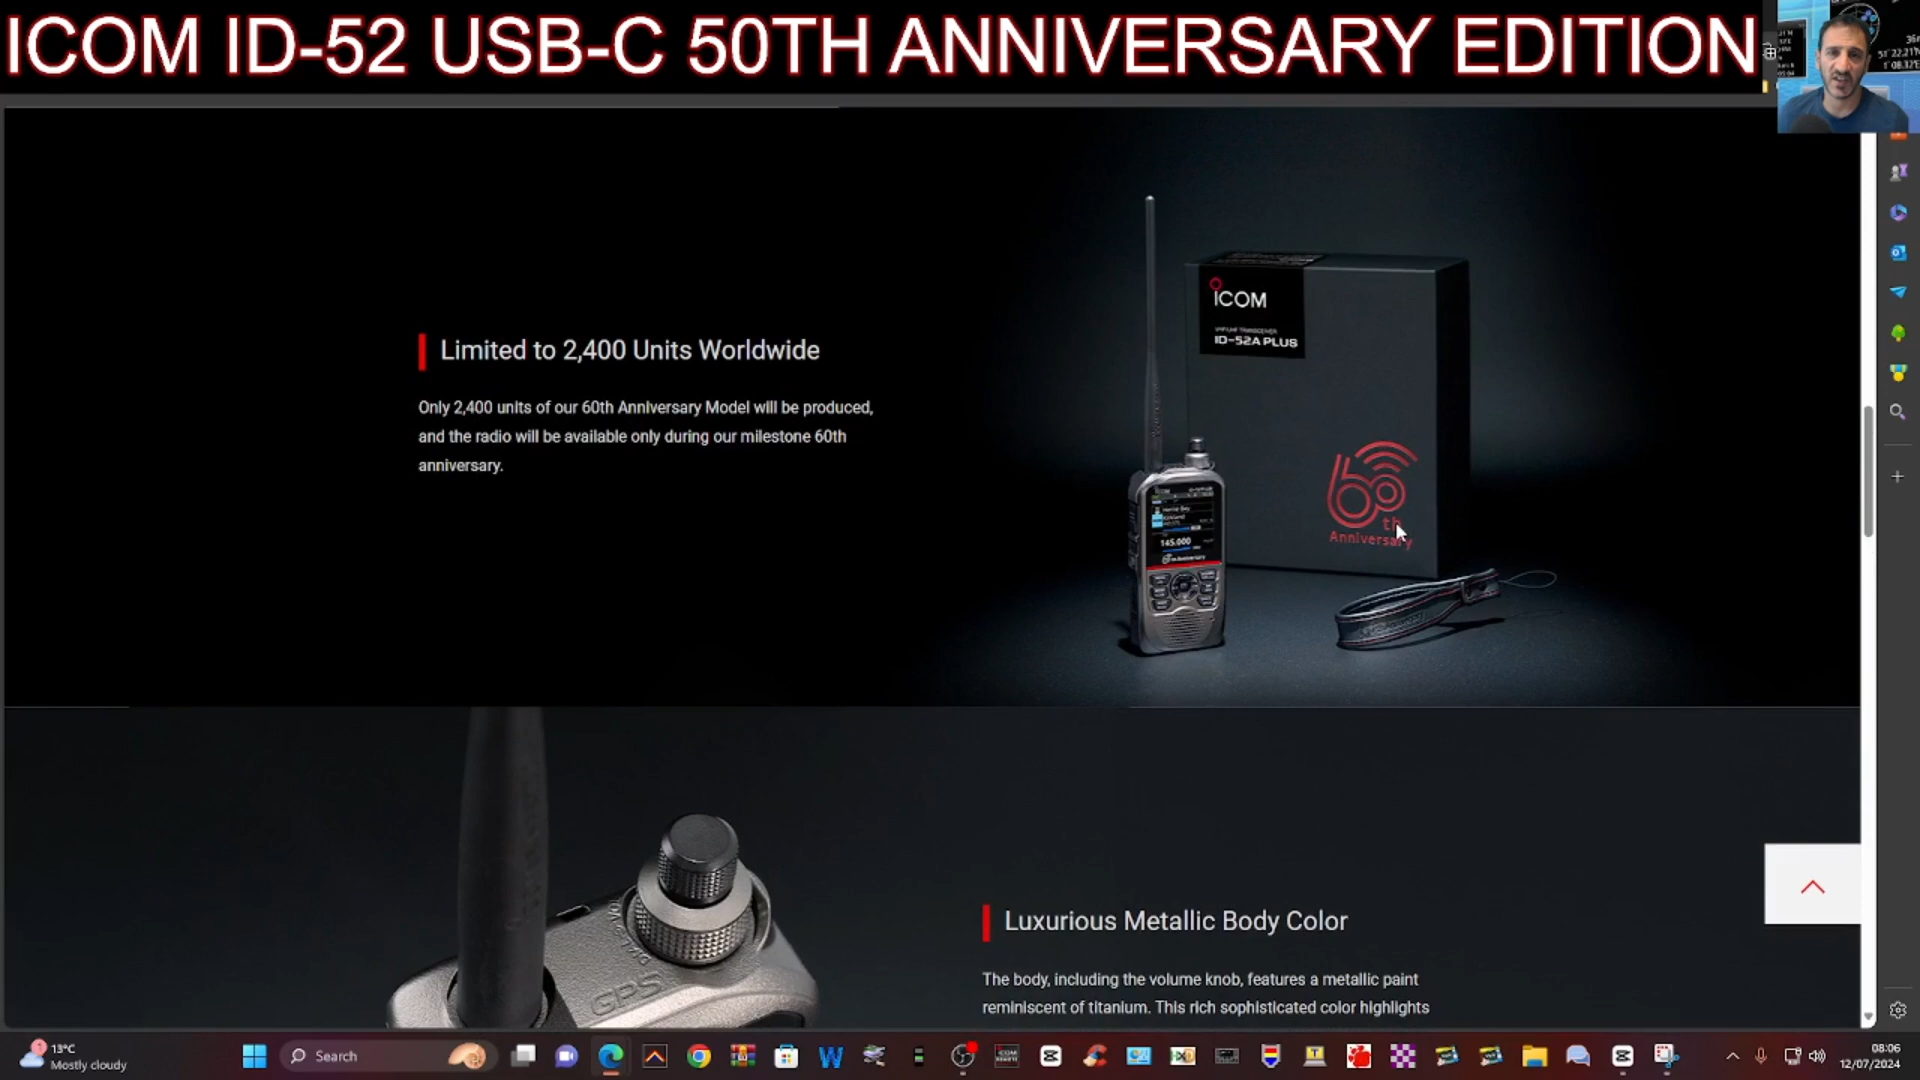 ICOM ID-52 USB-C 50TH ANNIVERSARY EDITION
Limited to 2,400 Units Worldwide
Only 2,400 units of our 60th Anniversary Model will be produced,
and the radio will be available only during our milestone 60th
anniversary.
ICOM
ID-52A PLUS
60th
Anniversary
145.000
GPS
Luxurious Metallic Body Color
The body, including the volume knob, features a metallic paint
reminiscent of titanium. This rich sophisticated color highlights
13°C
Mostly cloudy
Search
08:06
12/07/2024